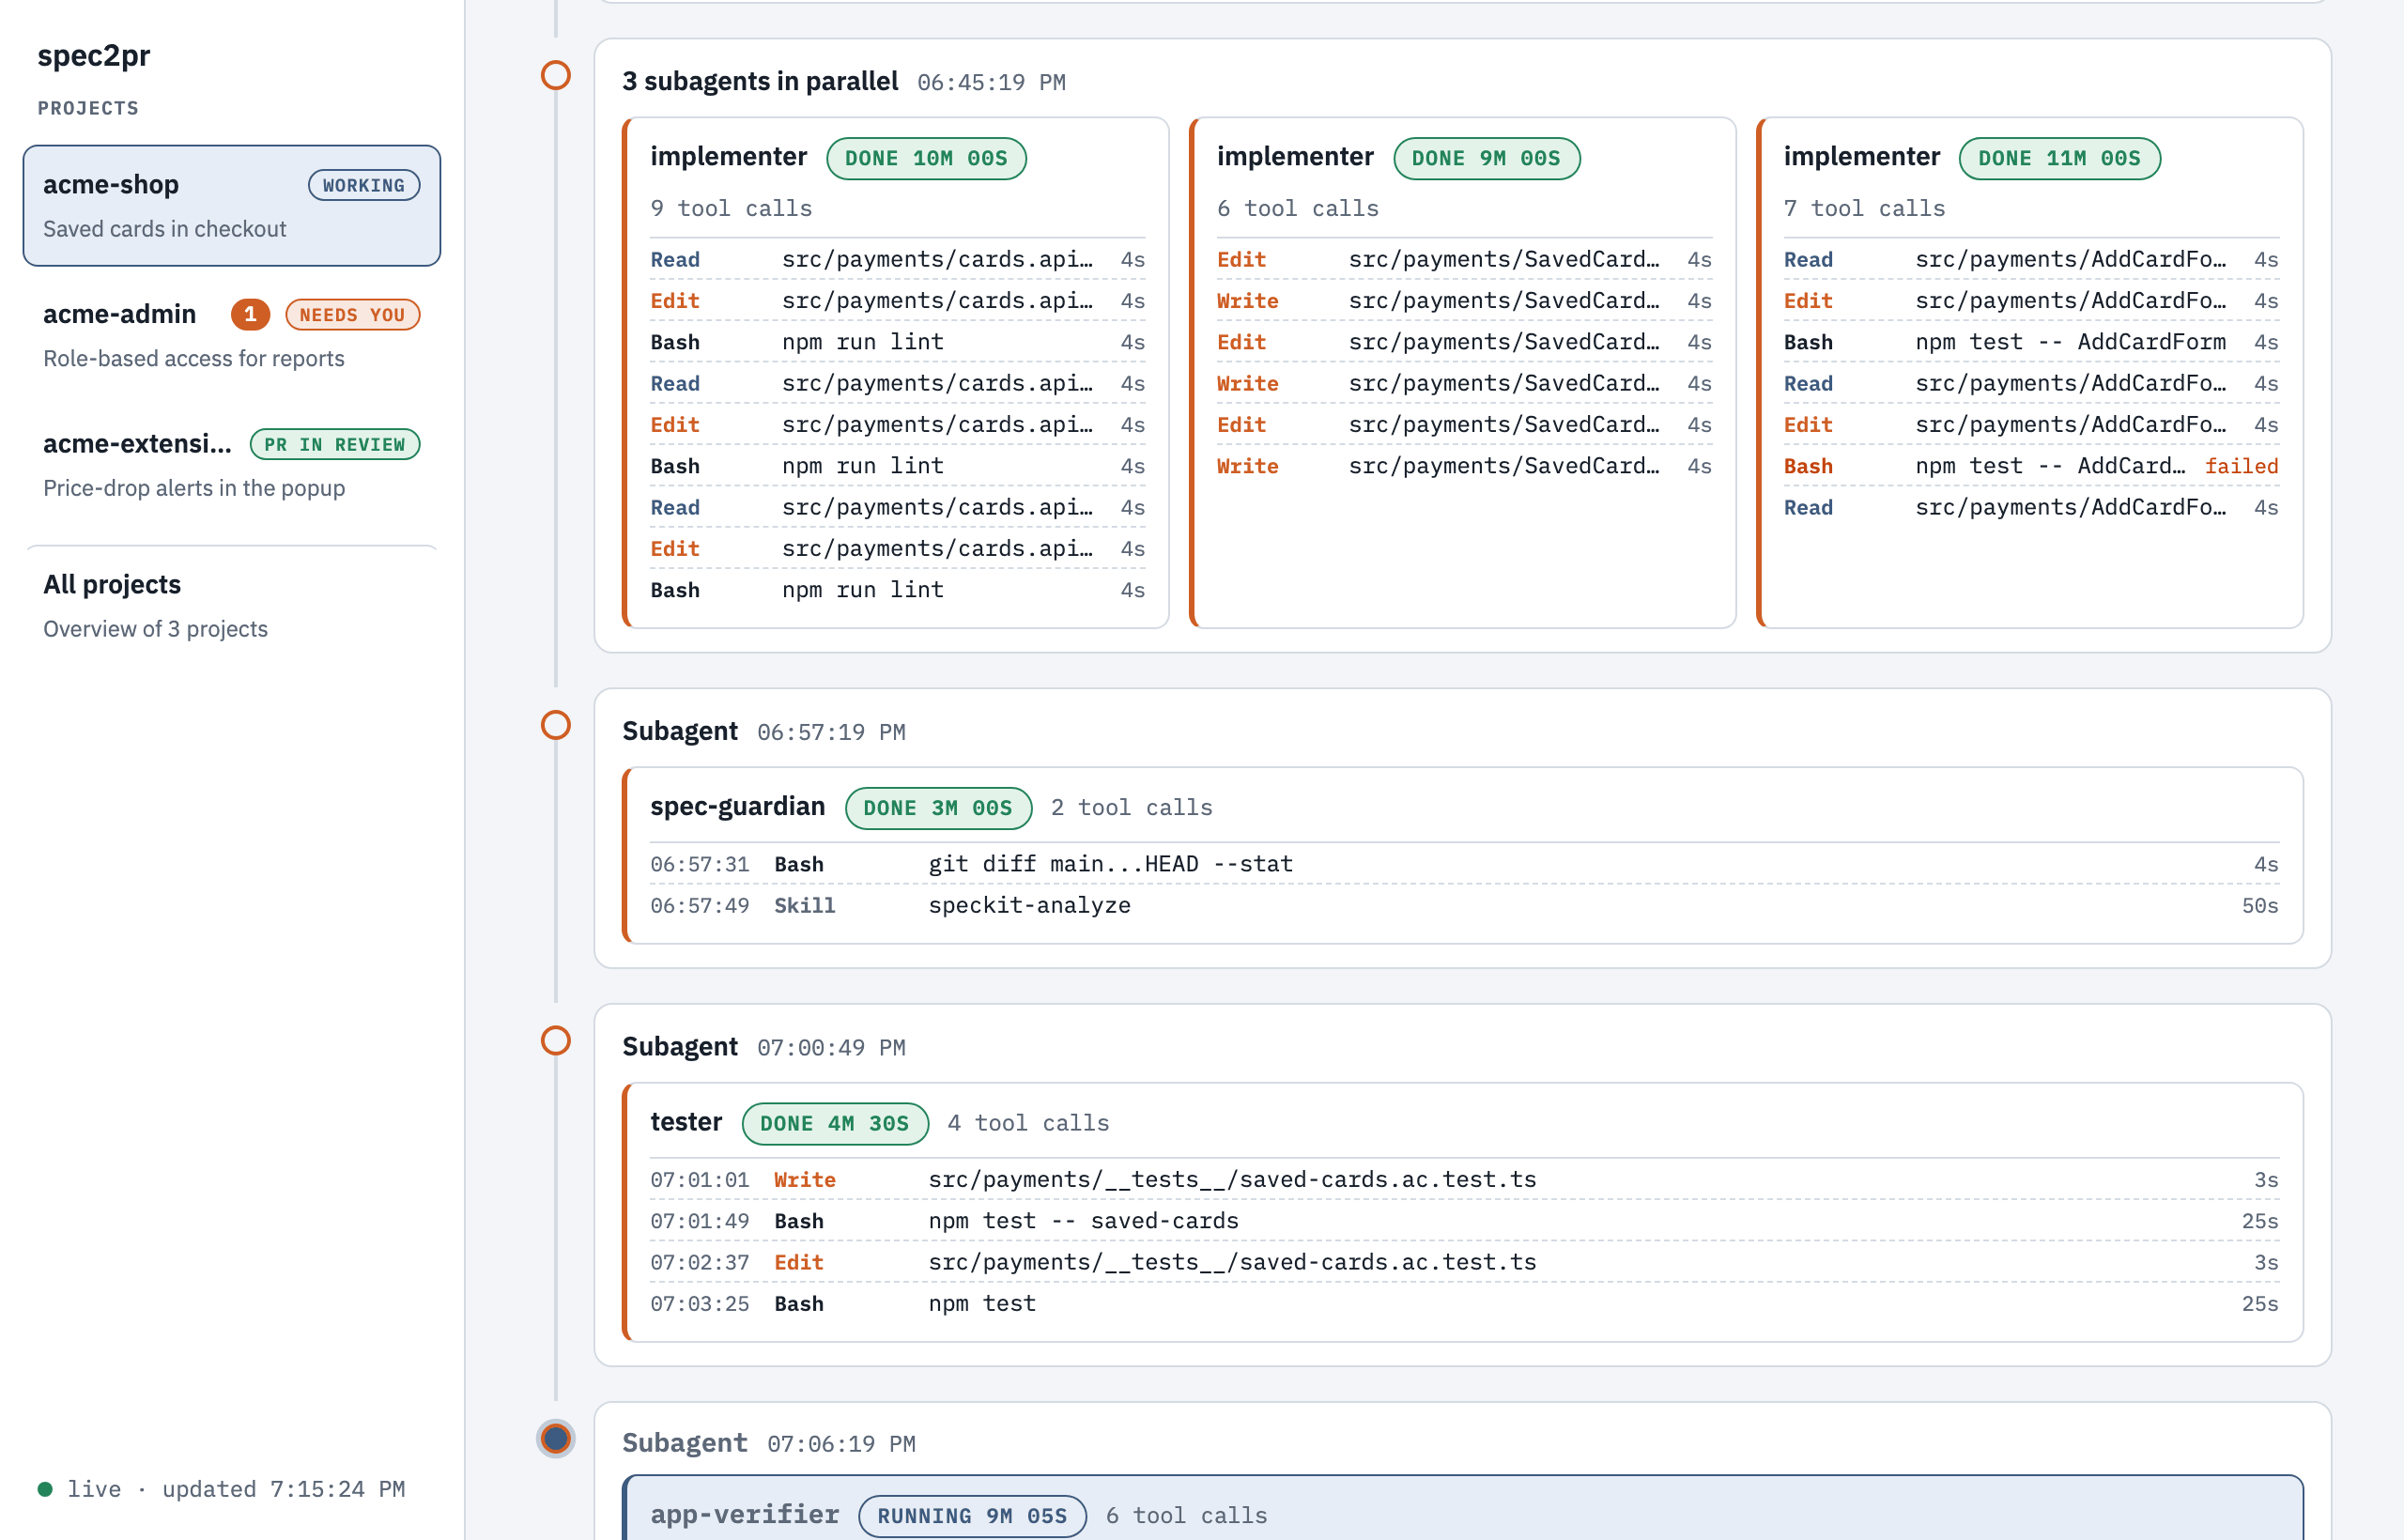 spec2pr
PROJECTS
acme-shop WORKING
Saved cards in checkout
acme-admin 1 NEEDS YOU
Role-based access for reports
acme-extensi... PR IN REVIEW
Price-drop alerts in the popup
All projects
Overview of 3 projects
live · updated 7:15:24 PM
3 subagents in parallel 06:45:19 PM
implementer DONE 10M 00S
9 tool calls
Read src/payments/cards.api… 4s
Edit src/payments/cards.api… 4s
Bash npm run lint 4s
Read src/payments/cards.api… 4s
Edit src/payments/cards.api… 4s
Bash npm run lint 4s
Read src/payments/cards.api… 4s
Edit src/payments/cards.api… 4s
Bash npm run lint 4s
implementer DONE 9M 00S
6 tool calls
Edit src/payments/SavedCard… 4s
Write src/payments/SavedCard… 4s
Edit src/payments/SavedCard… 4s
Write src/payments/SavedCard… 4s
Edit src/payments/SavedCard… 4s
Write src/payments/SavedCard… 4s
implementer DONE 11M 00S
7 tool calls
Read src/payments/AddCardFo… 4s
Edit src/payments/AddCardFo… 4s
Bash npm test -- AddCardForm 4s
Read src/payments/AddCardFo… 4s
Edit src/payments/AddCardFo… 4s
Bash npm test -- AddCard… failed
Read src/payments/AddCardFo… 4s
Subagent 06:57:19 PM
spec-guardian DONE 3M 00S 2 tool calls
06:57:31 Bash git diff main...HEAD --stat 4s
06:57:49 Skill speckit-analyze 50s
Subagent 07:00:49 PM
tester DONE 4M 30S 4 tool calls
07:01:01 Write src/payments/__tests__/saved-cards.ac.test.ts 3s
07:01:49 Bash npm test -- saved-cards 25s
07:02:37 Edit src/payments/__tests__/saved-cards.ac.test.ts 3s
07:03:25 Bash npm test 25s
Subagent 07:06:19 PM
app-verifier RUNNING 9M 05S 6 tool calls